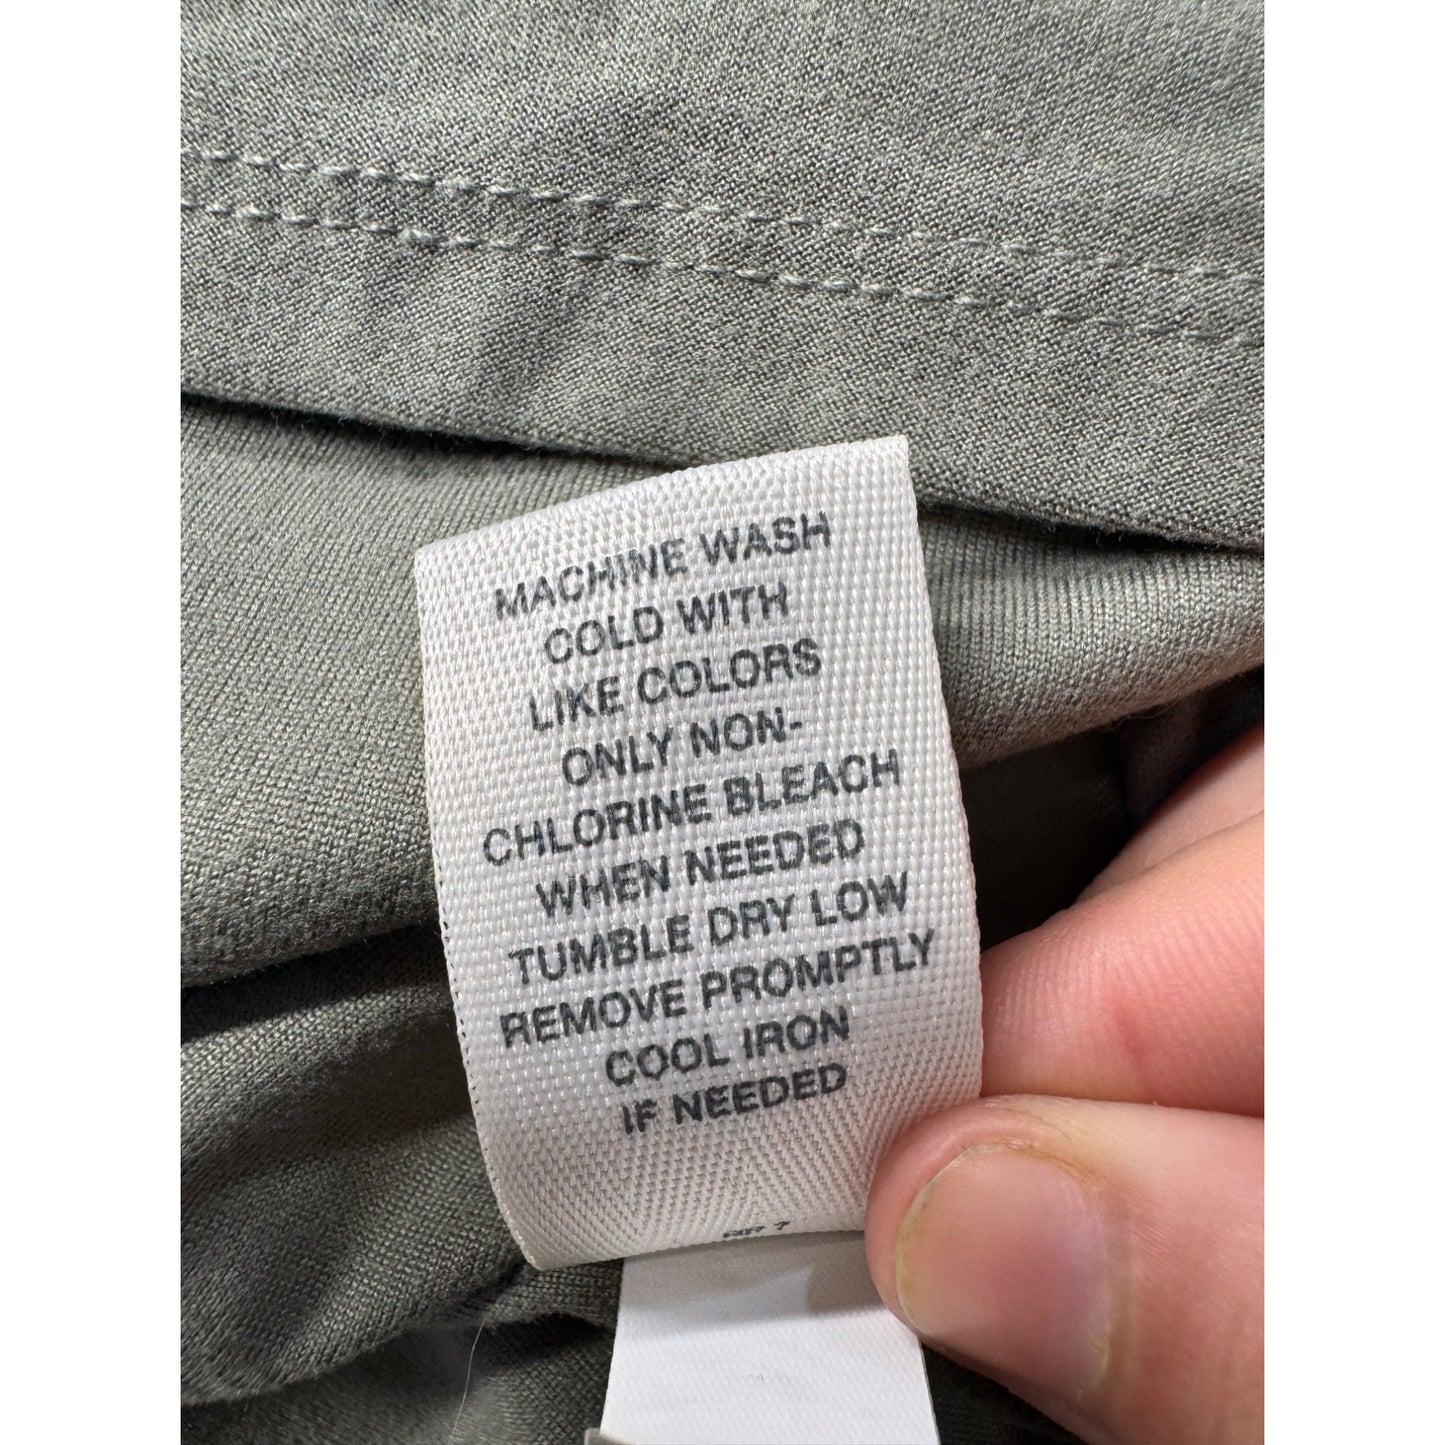 MACHINE WASH
COLD WITH
LIKE COLORS
ONLY NON-
CHLORINE BLEACH
WHEN NEEDED
TUMBLE DRY LOW
REMOVE PROMPTLY
COOL IRON
IF NEEDED